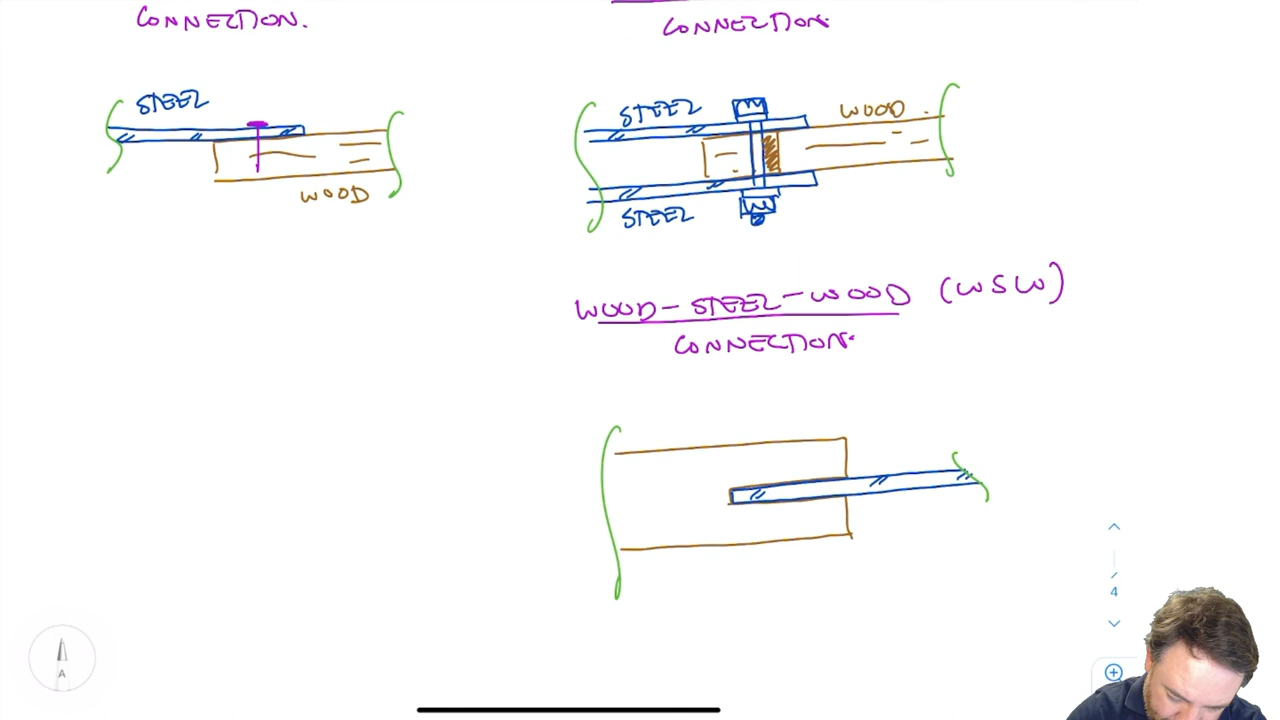 CONNECTION.
CONNECTION
STEEL
WOOD
STEEL
WOOD
STEEL
WOOD-STEEL-WOOD (WSW)
CONNECTION.
4
A